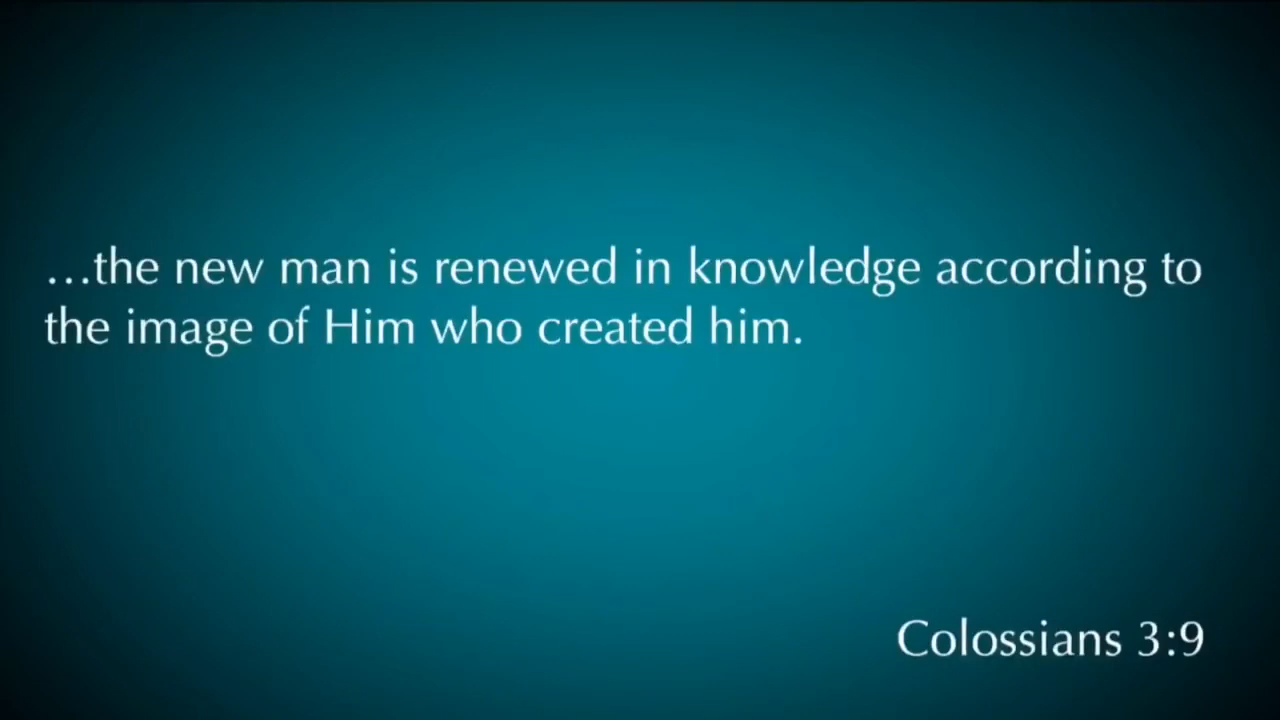 …the new man is renewed in knowledge according to
the image of Him who created him.
Colossians 3:9